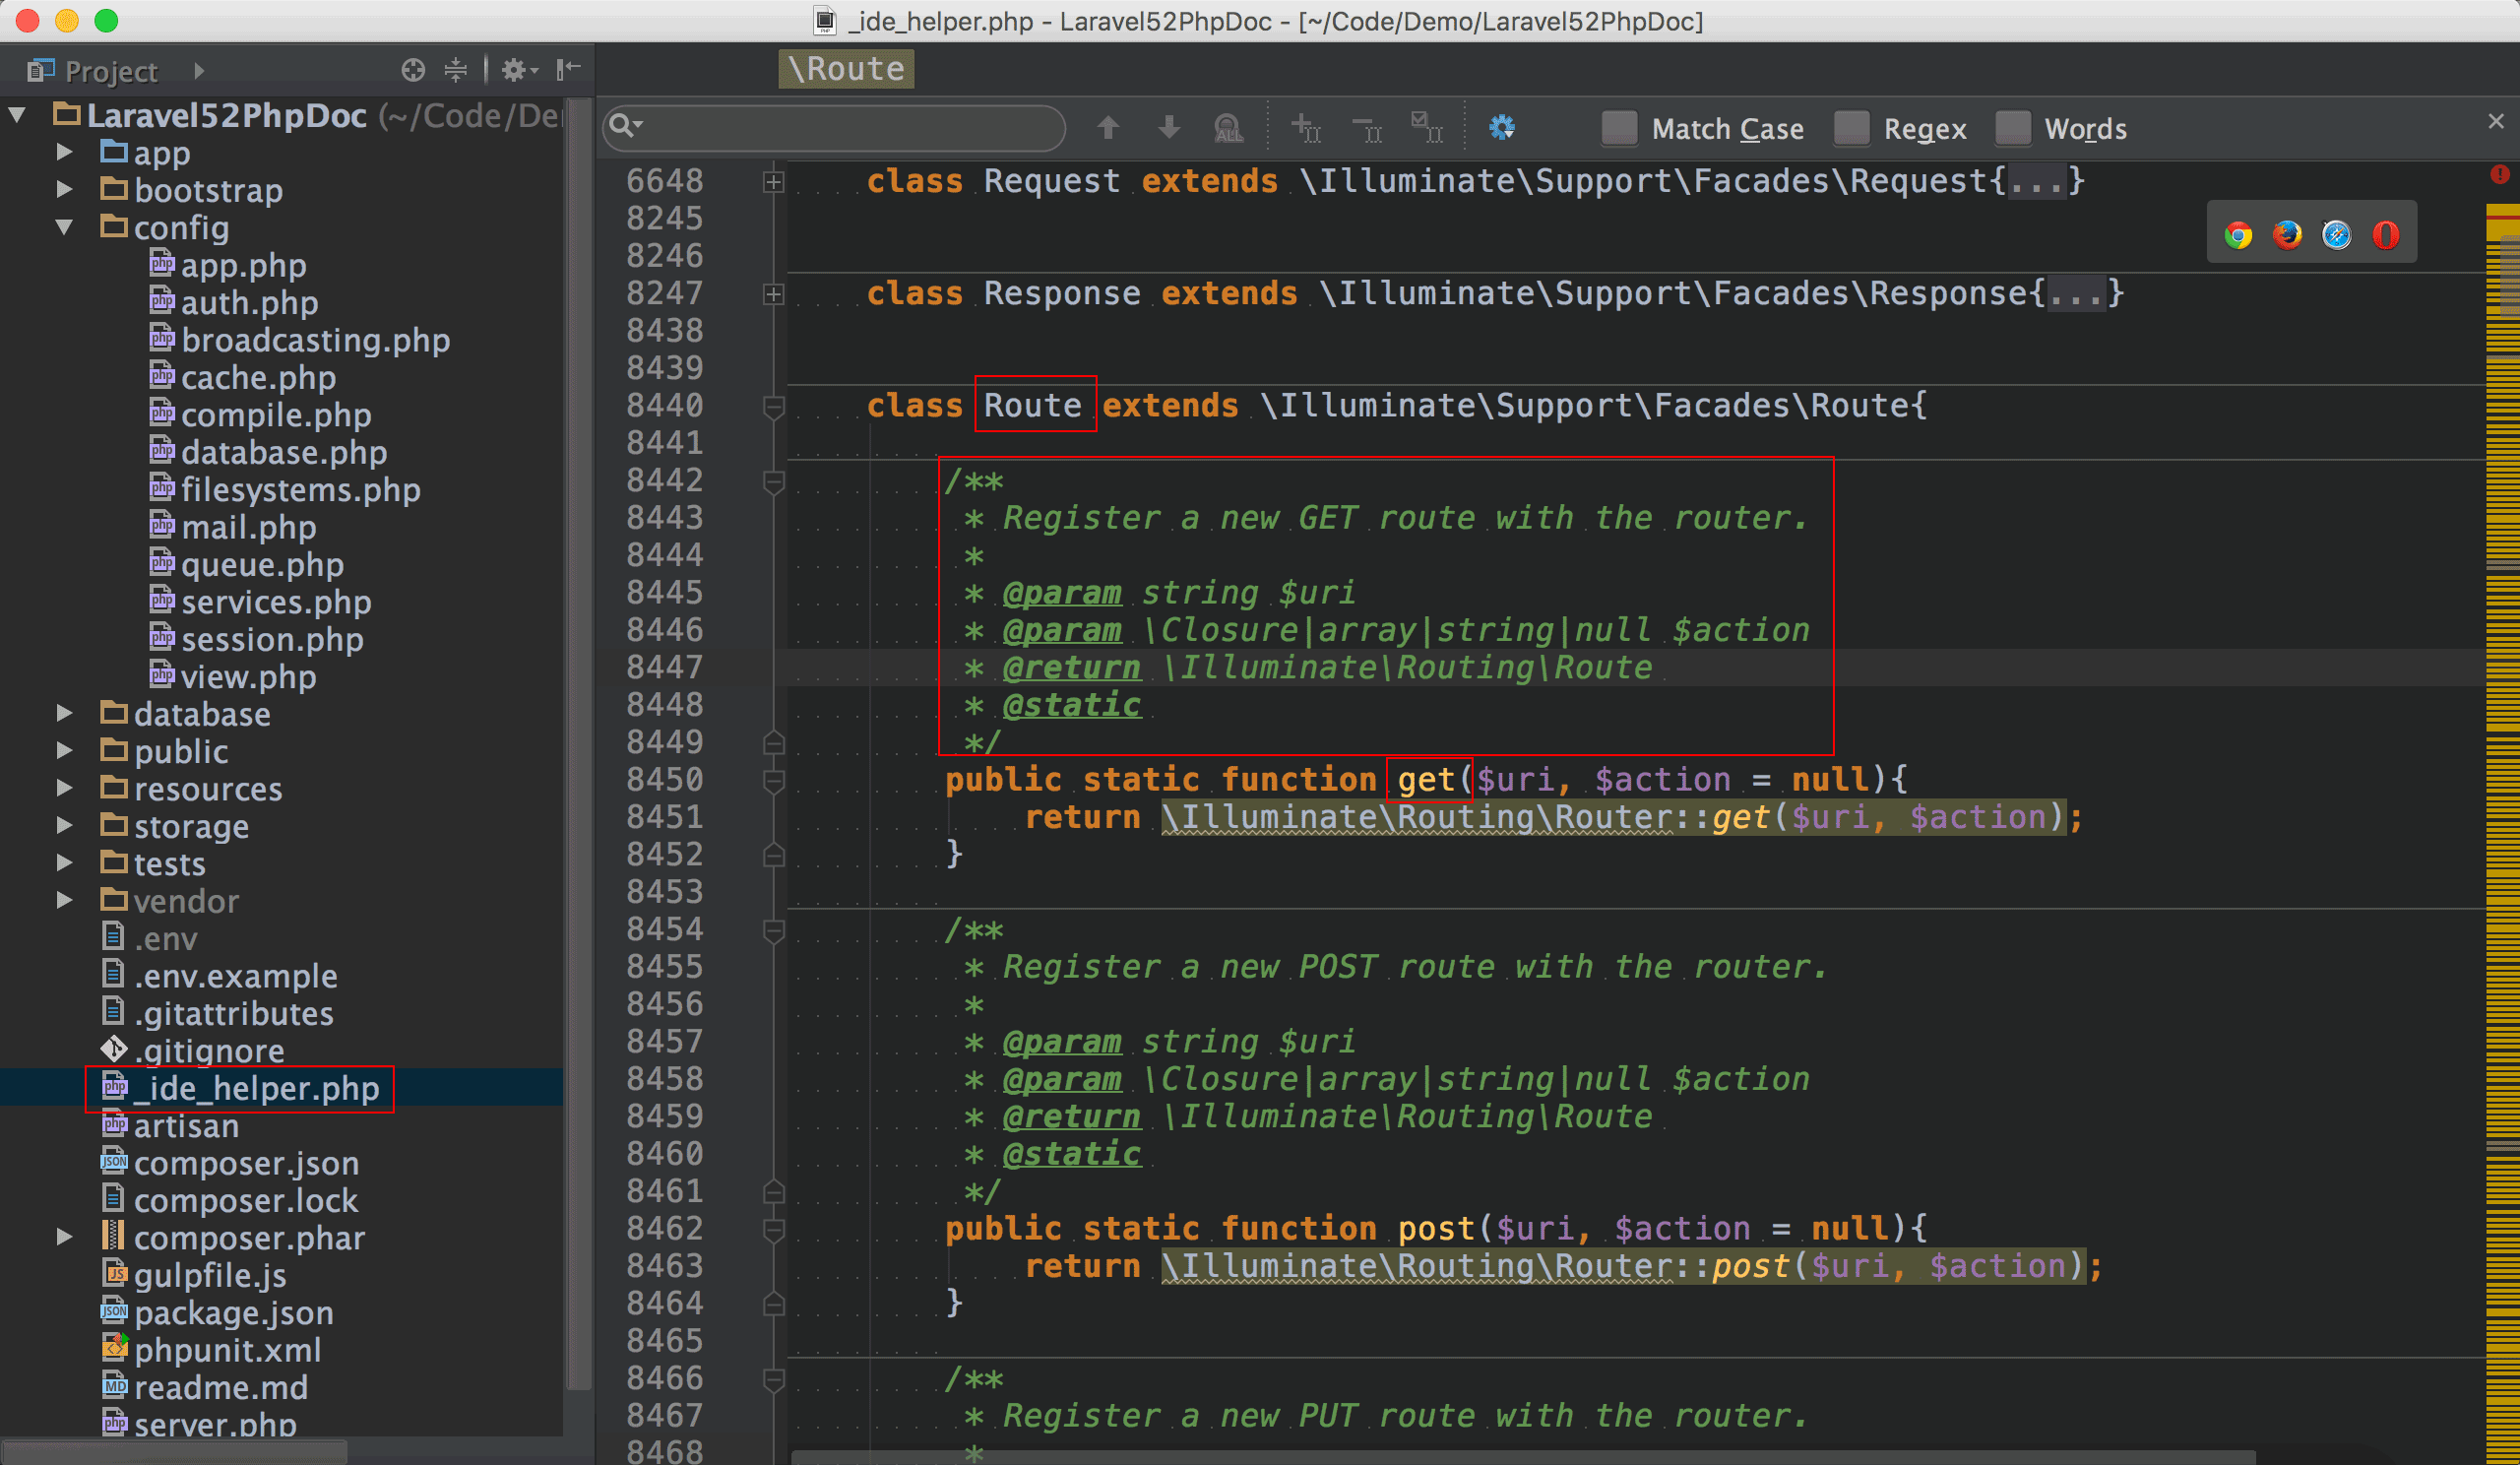 _ide_helper.php - Laravel52PhpDoc - [~/Code/Demo/Laravel52PhpDoc]
Project
Laravel52PhpDoc (~/Code/De
app
bootstrap
config
app.php
auth.php
broadcasting.php
cache.php
compile.php
database.php
filesystems.php
mail.php
queue.php
services.php
session.php
view.php
database
public
resources
storage
tests
vendor
.env
.env.example
.gitattributes
.gitignore
_ide_helper.php
artisan
composer.json
composer.lock
composer.phar
gulpfile.js
package.json
phpunit.xml
readme.md
server.php
\Route
Match Case Regex Words
6648 class Request extends \Illuminate\Support\Facades\Request{...}
8245
8246
8247 class Response extends \Illuminate\Support\Facades\Response{...}
8438
8439
8440 class Route extends \Illuminate\Support\Facades\Route{
8441
8442 /**
8443 * Register a new GET route with the router.
8444 *
8445 * @param string $uri
8446 * @param \Closure|array|string|null $action
8447 * @return \Illuminate\Routing\Route
8448 * @static
8449 */
8450 public static function get($uri, $action = null){
8451 return \Illuminate\Routing\Router::get($uri, $action);
8452 }
8453
8454 /**
8455 * Register a new POST route with the router.
8456 *
8457 * @param string $uri
8458 * @param \Closure|array|string|null $action
8459 * @return \Illuminate\Routing\Route
8460 * @static
8461 */
8462 public static function post($uri, $action = null){
8463 return \Illuminate\Routing\Router::post($uri, $action);
8464 }
8465
8466 /**
8467 * Register a new PUT route with the router.
8468 *